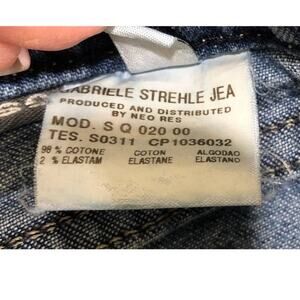 GABRIELE STREHLE JEA
PRODUCED AND DISTRIBUTED
BY NEO RES
MOD. S Q 020 00
TES. S0311 CP1036032
98 % COTONE COTON ALGODAO
2 % ELASTAM ELASTANE ELASTANO